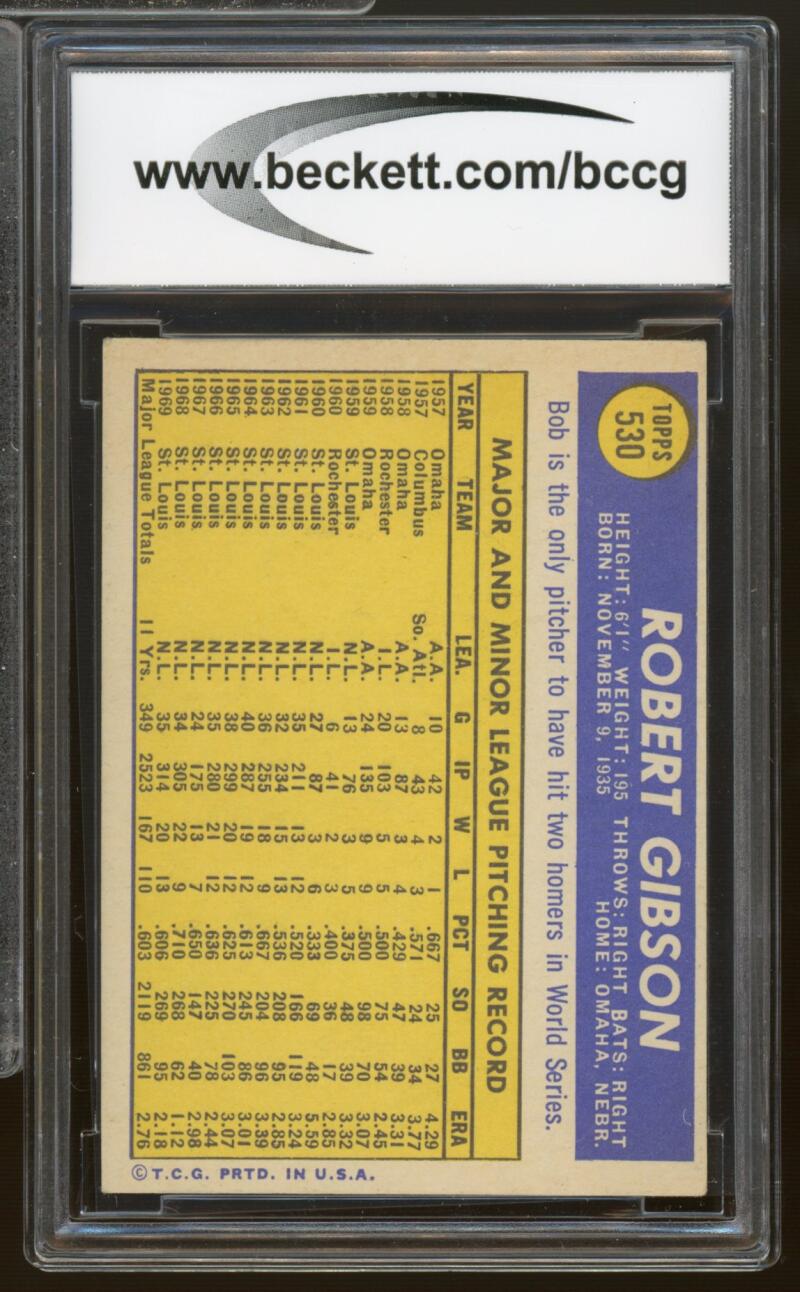 www.beckett.com/bccg
TOPPS
530
ROBERT GIBSON
HEIGHT: 6'1" WEIGHT: 195 THROWS: RIGHT BATS: RIGHT
BORN: NOVEMBER 9, 1935 HOME: OMAHA, NEBR.
Bob is the only pitcher to have hit two homers in World Series.
MAJOR AND MINOR LEAGUE PITCHING RECORD
YEAR TEAM LEA. G IP W L PCT SO BB ERA
1957 Omaha A.A. 10 42 2 1 .667 25 27 4.29
1957 Columbus So. Atl. 8 43 4 3 .571 24 34 3.77
1958 Omaha A.A. 13 87 3 4 .429 47 39 3.31
1958 Rochester I.L. 20 103 5 5 .500 75 54 2.45
1959 Omaha A.A. 24 135 9 9 .500 98 70 3.07
1959 St. Louis N.L. 13 76 3 5 .375 48 39 3.32
1960 Rochester I.L. 6 41 2 3 .400 36 17 2.85
1960 St. Louis N.L. 27 87 3 6 .333 69 48 5.59
1961 St. Louis N.L. 35 211 13 12 .520 166 119 3.24
1962 St. Louis N.L. 32 234 15 13 .536 208 95 2.85
1963 St. Louis N.L. 36 255 18 9 .667 204 96 3.39
1964 St. Louis N.L. 40 287 19 12 .613 245 86 3.01
1965 St. Louis N.L. 38 299 20 12 .625 270 103 3.07
1966 St. Louis N.L. 35 280 21 12 .636 225 78 2.44
1967 St. Louis N.L. 24 175 13 7 .650 147 40 2.98
1968 St. Louis N.L. 34 305 22 9 .710 268 62 1.12
1969 St. Louis N.L. 35 314 20 13 .606 269 95 2.18
Major League Totals 11 Yrs. 349 2523 167 110 .603 2119 861 2.76
© T.C.G. PRTD. IN U.S.A.